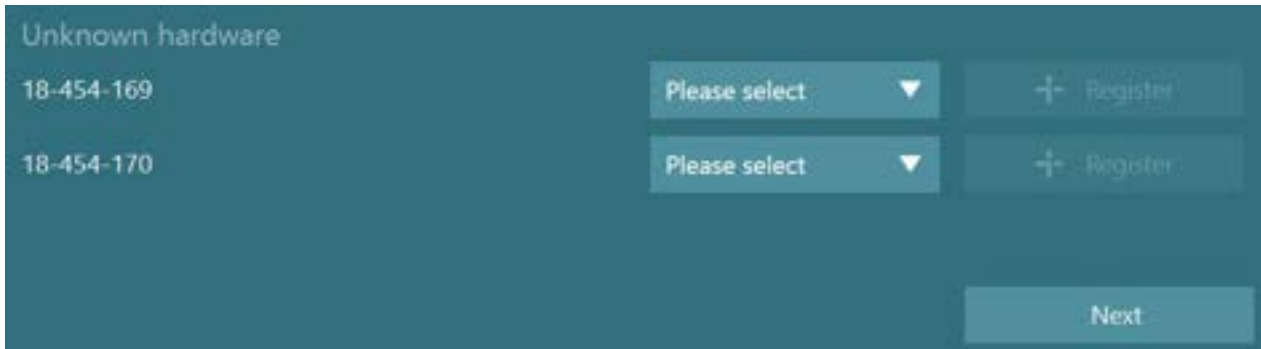 Unknown hardware
18-454-169 Please select Register
18-454-170 Please select Register
Next